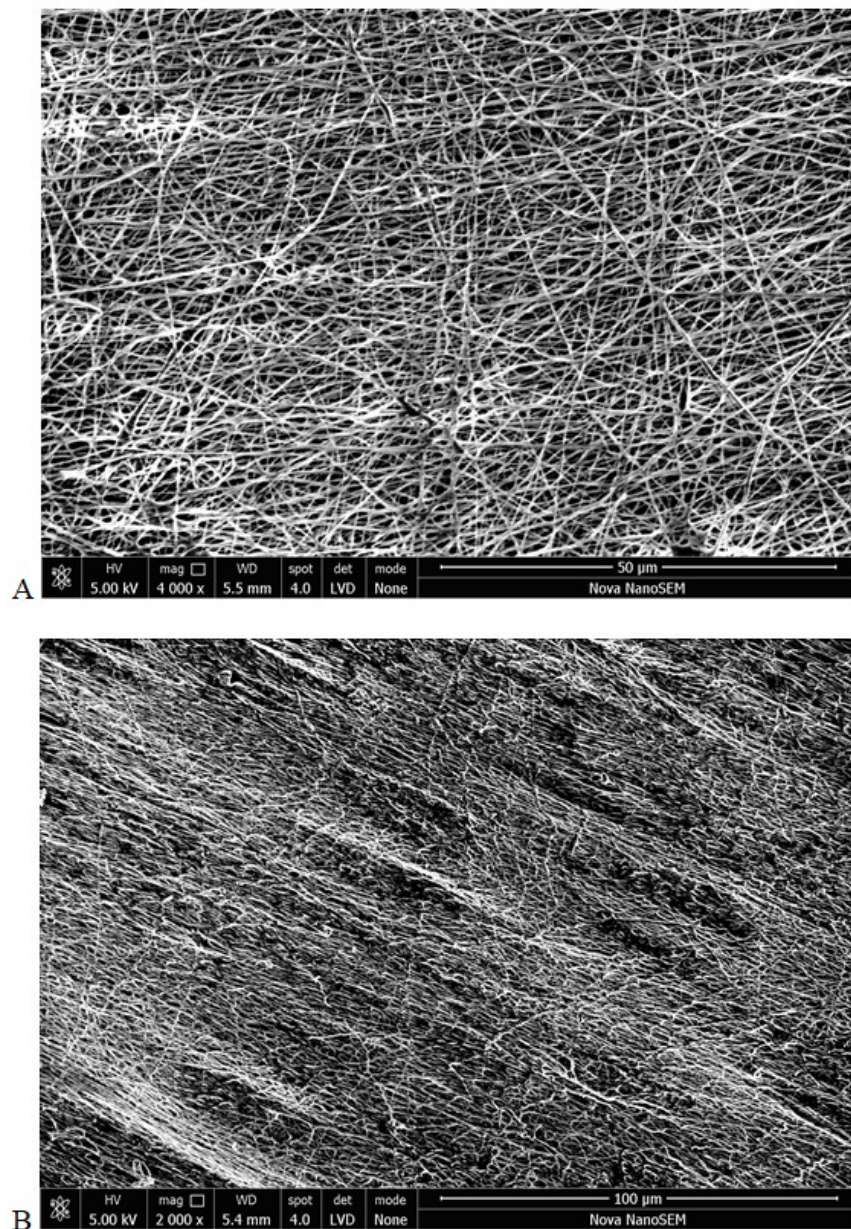 HV mag WD spot det mode 50 µm
5.00 kV 4 000 x 5.5 mm 4.0 LVD None Nova NanoSEM
A
HV mag WD spot det mode 100 µm
5.00 kV 2 000 x 5.4 mm 4.0 LVD None Nova NanoSEM
B